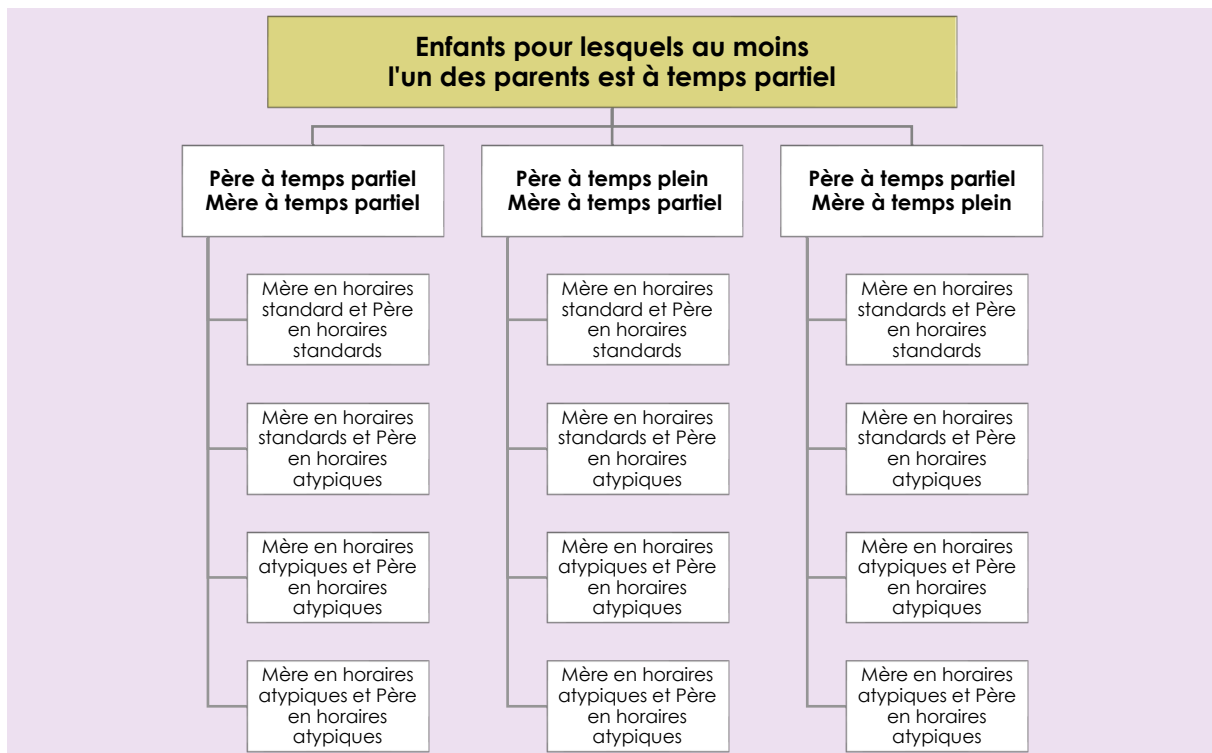 Enfants pour lesquels au moins
l'un des parents est à temps partiel
Père à temps partiel
Mère à temps partiel
Mère en horaires
standard et Père
en horaires
standards
Mère en horaires
standards et Père
en horaires
atypiques
Mère en horaires
atypiques et Père
en horaires
atypiques
Mère en horaires
atypiques et Père
en horaires
atypiques
Père à temps plein
Mère à temps partiel
Mère en horaires
standard et Père
en horaires
standards
Mère en horaires
standards et Père
en horaires
atypiques
Mère en horaires
atypiques et Père
en horaires
atypiques
Mère en horaires
atypiques et Père
en horaires
atypiques
Père à temps partiel
Mère à temps plein
Mère en horaires
standards et Père
en horaires
standards
Mère en horaires
standards et Père
en horaires
atypiques
Mère en horaires
atypiques et Père
en horaires
atypiques
Mère en horaires
atypiques et Père
en horaires
atypiques